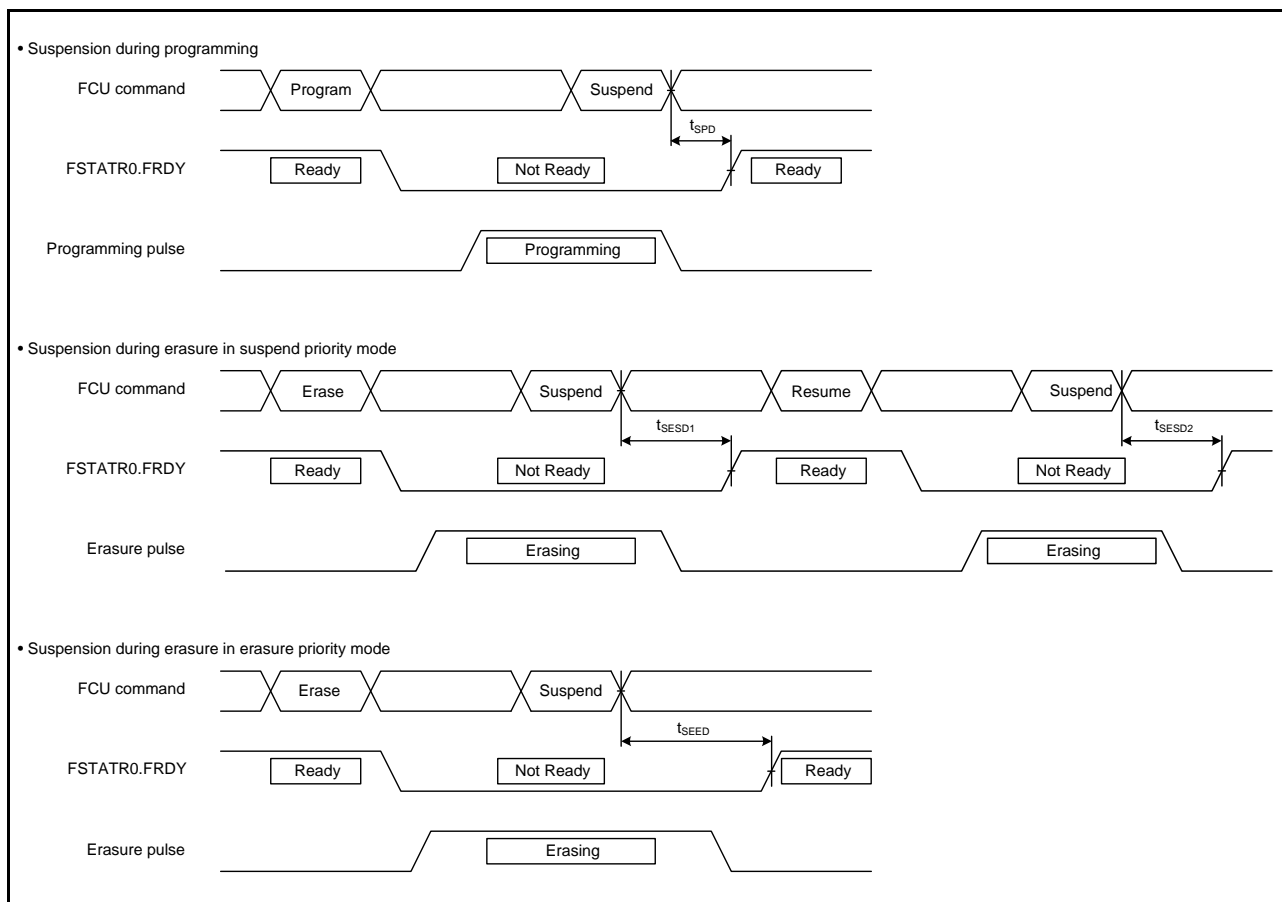 • Suspension during programming
FCU command
Program
Suspend
tSPD
FSTATR0.FRDY
Ready
Not Ready
Ready
Programming pulse
Programming
• Suspension during erasure in suspend priority mode
FCU command
Erase
Suspend
Resume
Suspend
tSESD1
tSESD2
FSTATR0.FRDY
Ready
Not Ready
Ready
Not Ready
Erasure pulse
Erasing
Erasing
• Suspension during erasure in erasure priority mode
FCU command
Erase
Suspend
tSEED
FSTATR0.FRDY
Ready
Not Ready
Ready
Erasure pulse
Erasing